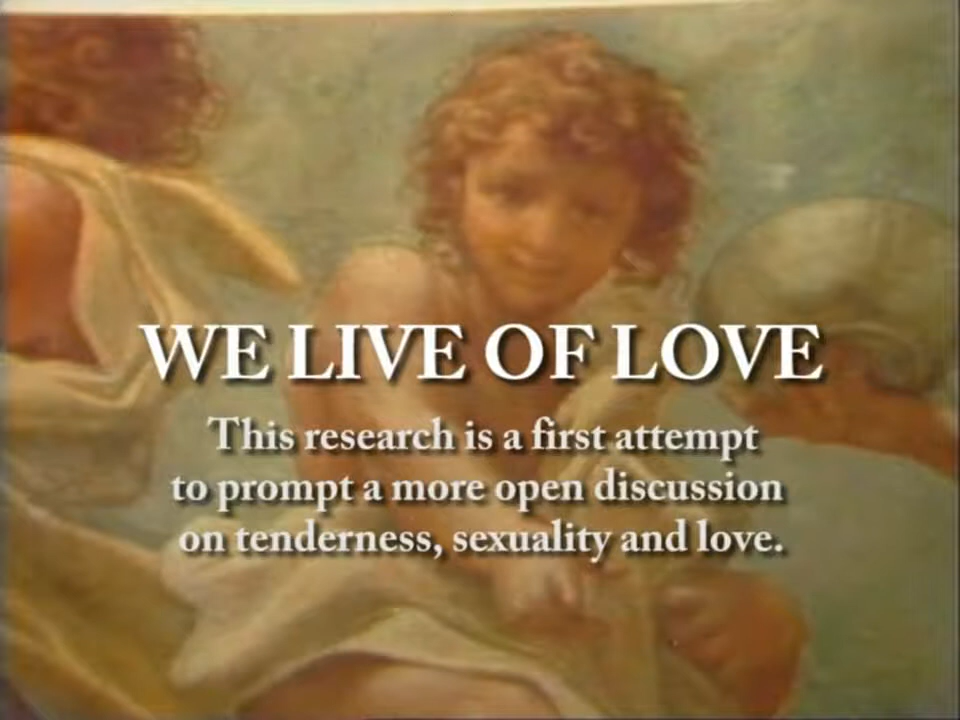 WE LIVE OF LOVE
This research is a first attempt
to prompt a more open discussion
on tenderness, sexuality and love.